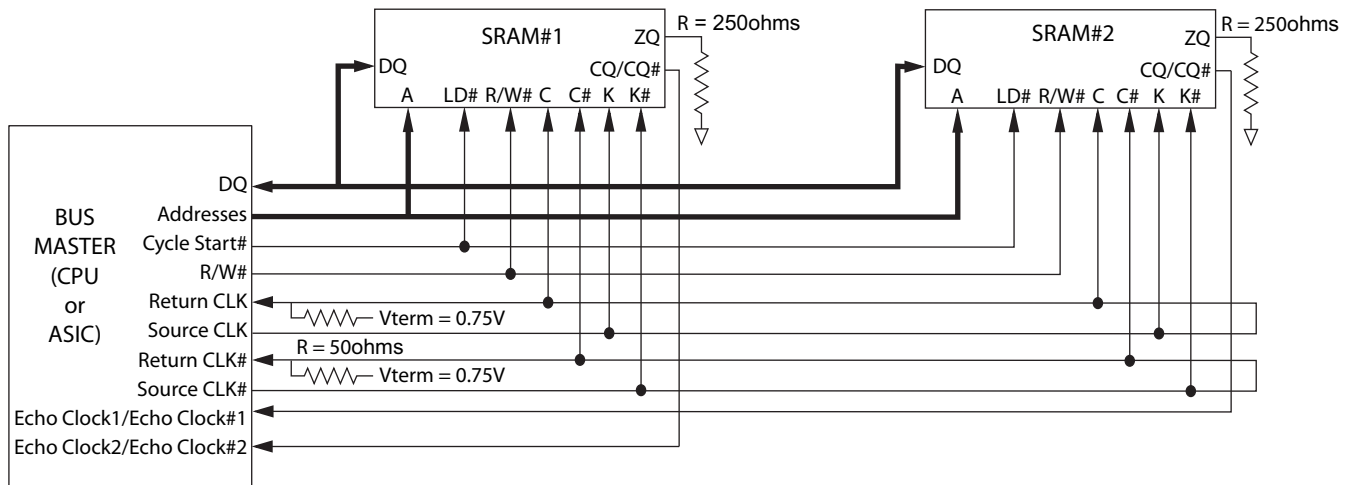 SRAM#1
ZQ
R = 250ohms
DQ
CQ/CQ#
A LD# R/W# C C# K K#
SRAM#2
ZQ
R = 250ohms
DQ
CQ/CQ#
A LD# R/W# C C# K K#
BUS
MASTER
(CPU
or
ASIC)
DQ
Addresses
Cycle Start#
R/W#
Return CLK
Vterm = 0.75V
Source CLK
R = 50ohms
Return CLK#
Vterm = 0.75V
Source CLK#
Echo Clock1/Echo Clock#1
Echo Clock2/Echo Clock#2